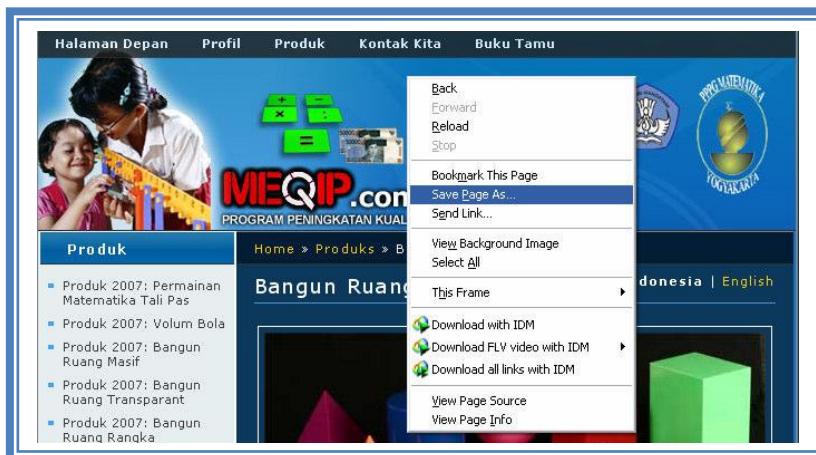 Halaman Depan Profil Produk Kontak Kita Buku Tamu
PPPG MATEMATIKA
YOGYAKARTA
MEQIP.com
PROGRAM PENINGKATAN KUAL
Back
Forward
Reload
Stop
Bookmark This Page
Save Page As...
Send Link...
View Background Image
Select All
This Frame
Download with IDM
Download FLV video with IDM
Download all links with IDM
View Page Source
View Page Info
Produk
Produk 2007: Permainan
Matematika Tali Pas
Produk 2007: Volum Bola
Produk 2007: Bangun
Ruang Masif
Produk 2007: Bangun
Ruang Transparant
Produk 2007: Bangun
Ruang Rangka
Home » Produks » B
Bangun Ruang
donesia | English